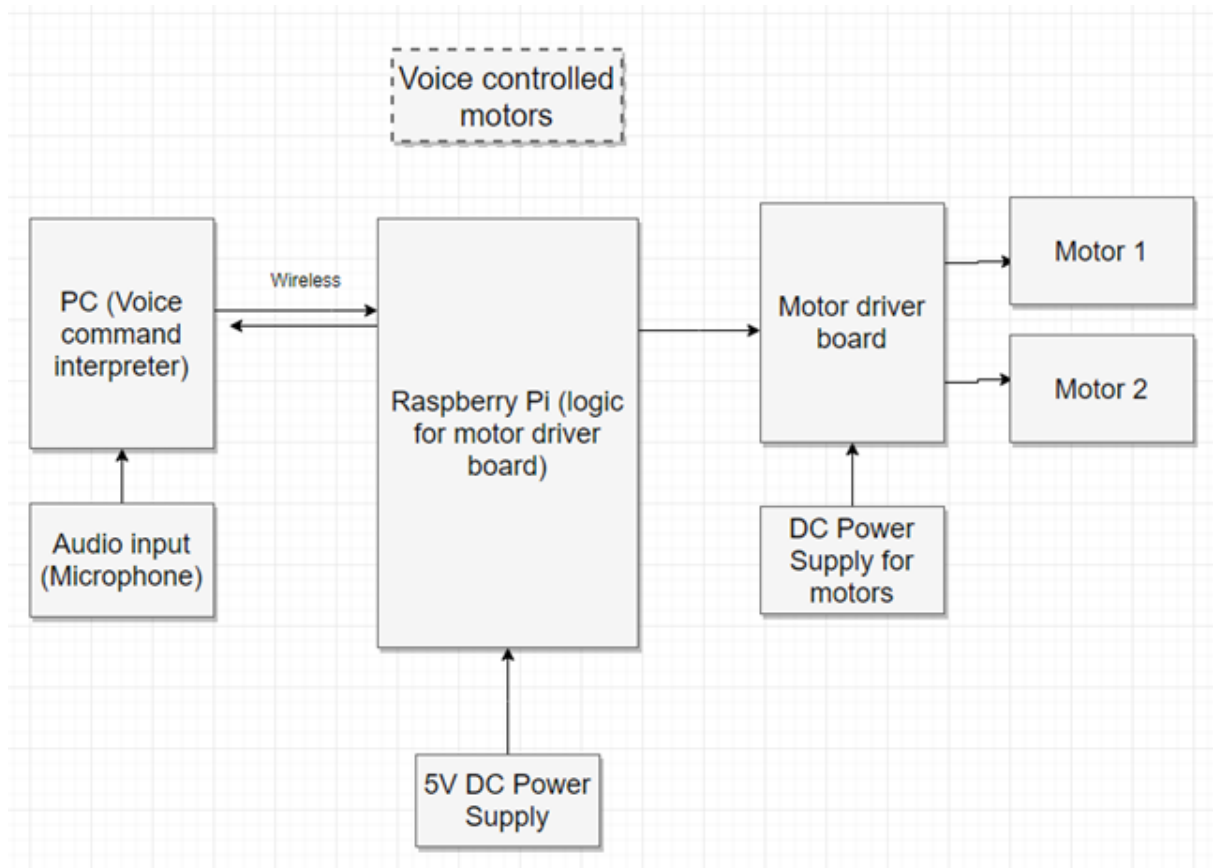 Voice controlled
motors
PC (Voice
command
interpreter)
Wireless
Raspberry Pi (logic
for motor driver
board)
Motor driver
board
Motor 1
Motor 2
Audio input
(Microphone)
DC Power
Supply for
motors
5V DC Power
Supply